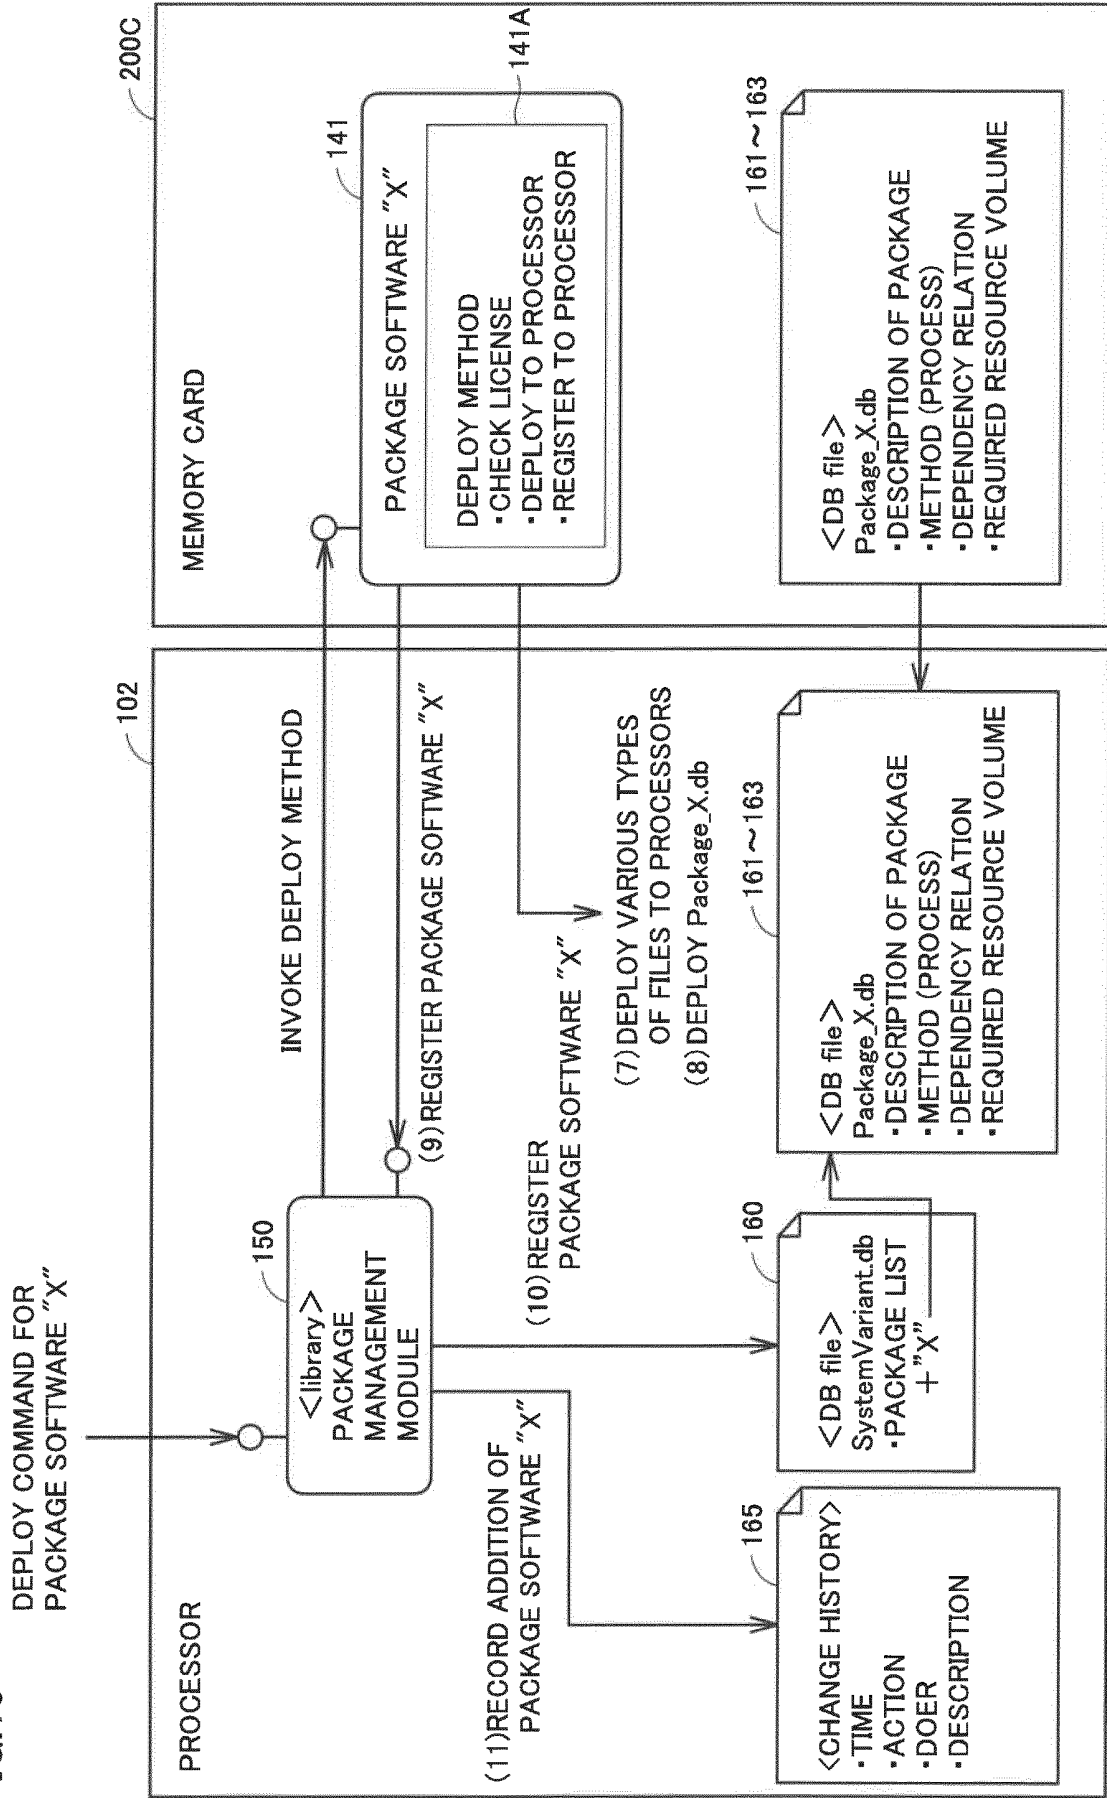 DEPLOY COMMAND FOR
PACKAGE SOFTWARE "X"
PROCESSOR
102
<library>
PACKAGE
MANAGEMENT
MODULE
150
INVOKE DEPLOY METHOD
(9)REGISTER PACKAGE SOFTWARE "X"
(10)REGISTER
PACKAGE SOFTWARE "X"
(7)DEPLOY VARIOUS TYPES
OF FILES TO PROCESSORS
(8)DEPLOY Package_X.db
(11)RECORD ADDITION OF
PACKAGE SOFTWARE "X"
165
<CHANGE HISTORY>
·TIME
·ACTION
·DOER
·DESCRIPTION
160
<DB file>
SystemVariant.db
·PACKAGE LIST
+"X"
161~163
<DB file>
Package_X.db
·DESCRIPTION OF PACKAGE
·METHOD (PROCESS)
·DEPENDENCY RELATION
·REQUIRED RESOURCE VOLUME
MEMORY CARD
200C
141
PACKAGE SOFTWARE "X"
141A
DEPLOY METHOD
·CHECK LICENSE
·DEPLOY TO PROCESSOR
·REGISTER TO PROCESSOR
161~163
<DB file>
Package_X.db
·DESCRIPTION OF PACKAGE
·METHOD (PROCESS)
·DEPENDENCY RELATION
·REQUIRED RESOURCE VOLUME